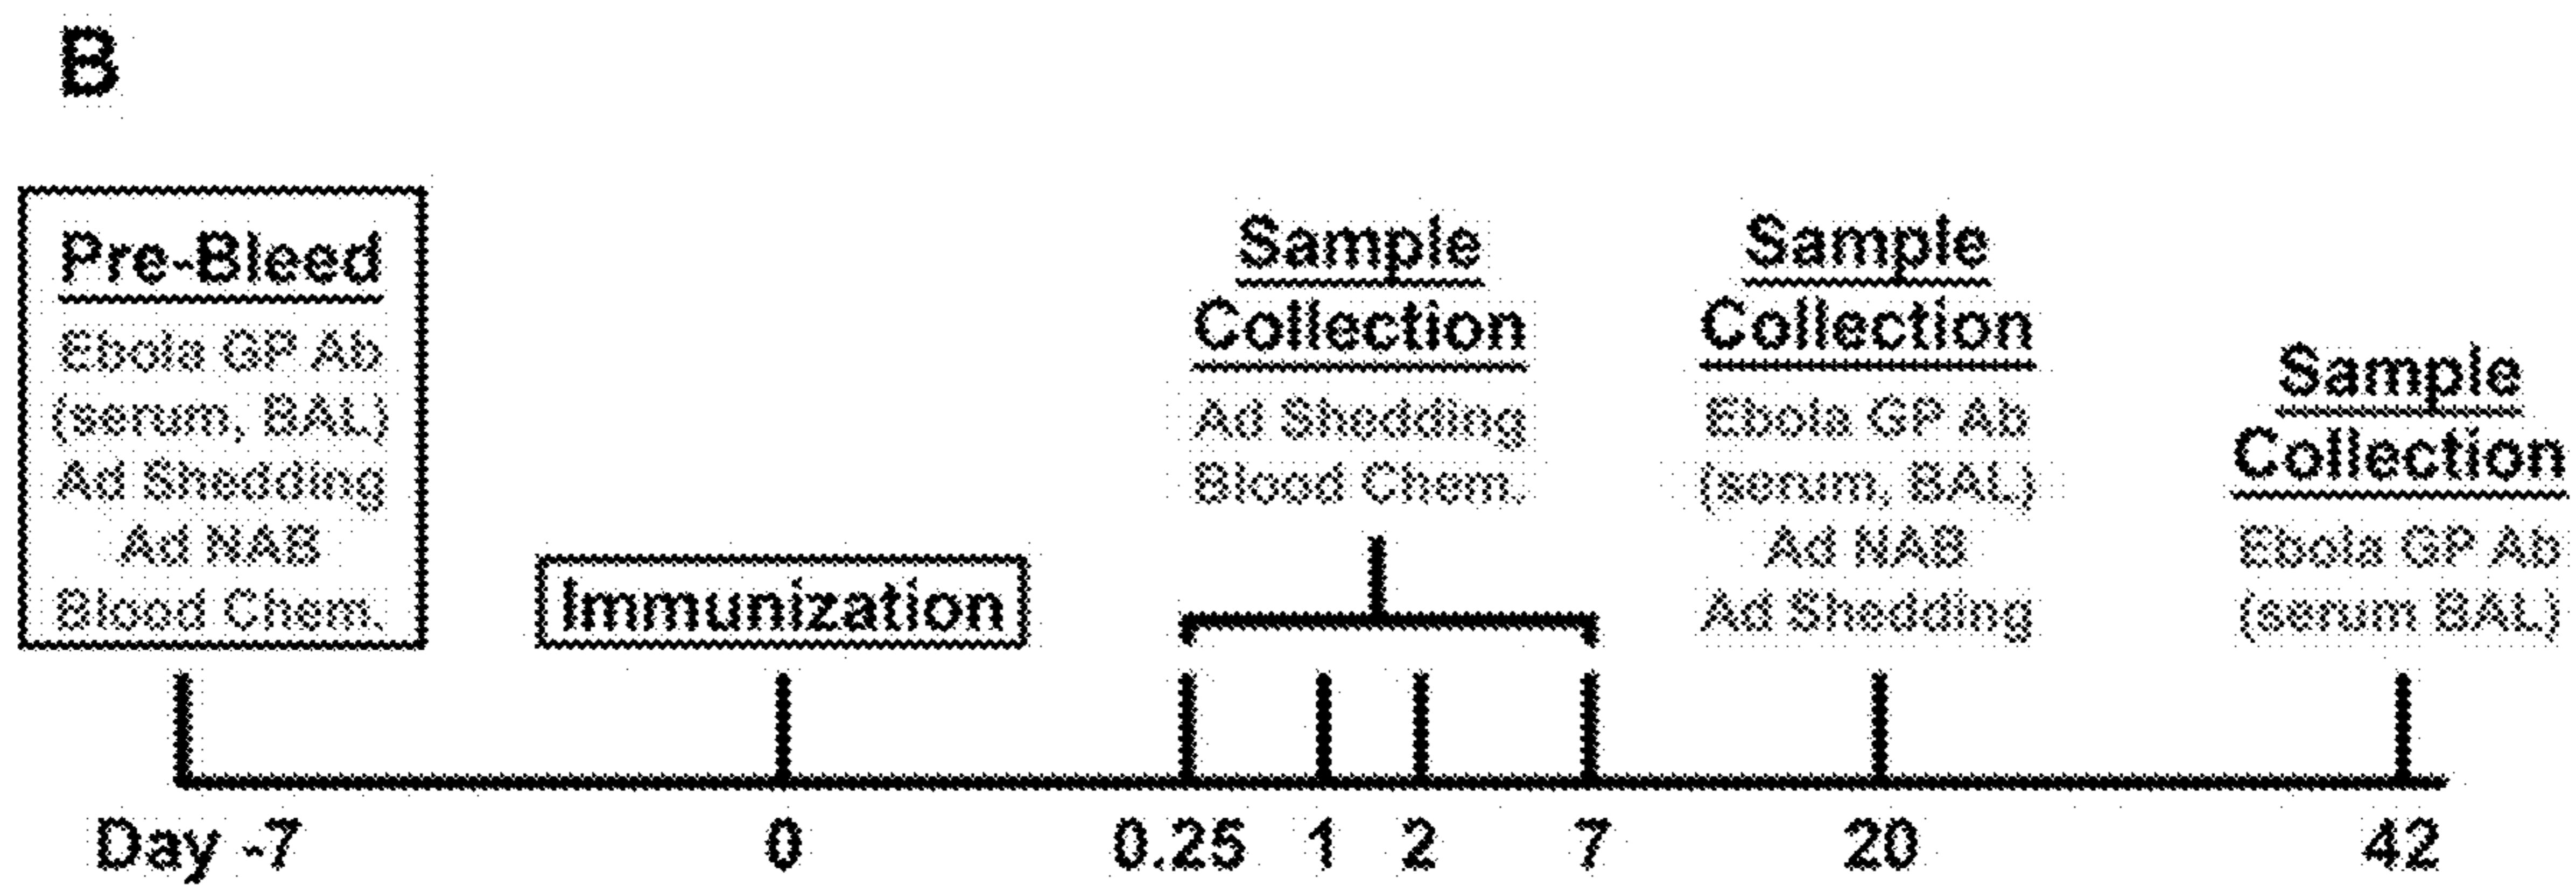 B
Pre-Bleed
Ebola GP Ab
(serum, BAL)
Ad Shedding
Ad NAB
Blood Chem.
Immunization
Sample
Collection
Ad Shedding
Blood Chem.
Sample
Collection
Ebola GP Ab
(serum, BAL)
Ad NAB
Ad Shedding
Sample
Collection
Ebola GP Ab
(serum BAL)
Day -7 0 0.25 1 2 7 20 42